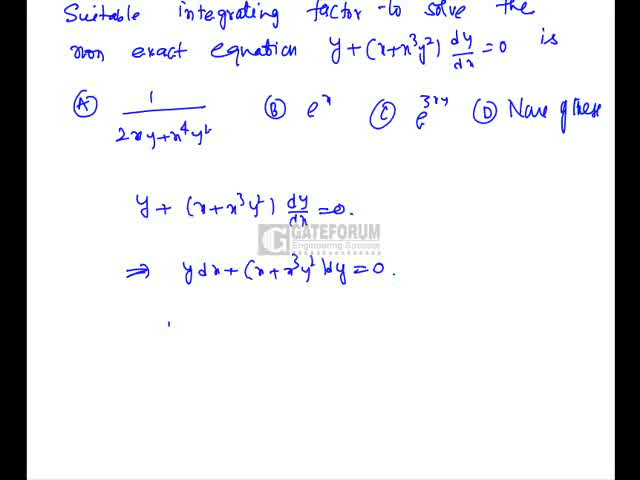 Suitable integrating factor to solve the
non exact equation y + (x+x³y²) dy/dx = 0 is
Ⓐ 1/(2xy+x⁴y⁶) Ⓑ eˣ Ⓒ e³ˣʸ Ⓓ None of these
y + (x+x³y²) dy/dx = 0.
GATEFORUM
Engineering Success
⇒ y dx + (x+x³y²) dy = 0.